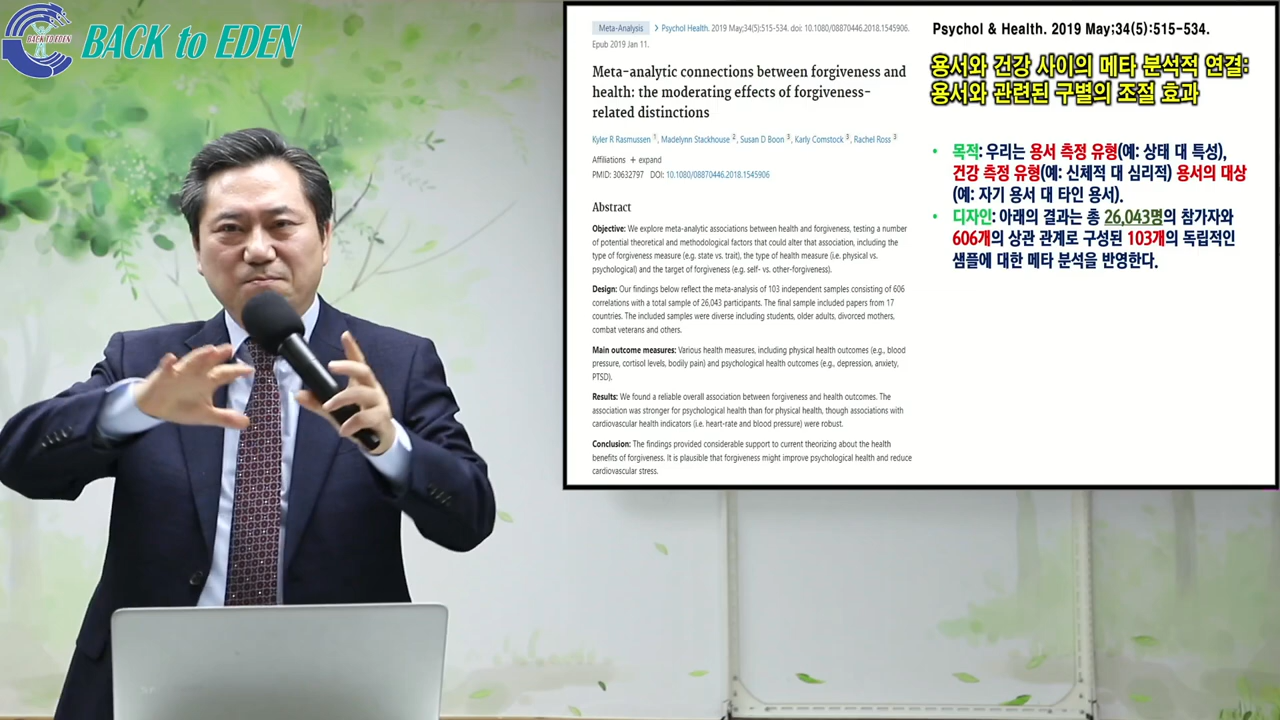 BACK to EDEN
BACK to EDEN
Meta-Analysis > Psychol Health. 2019 May;34(5):515-534. doi: 10.1080/08870446.2018.1545906.
Epub 2019 Jan 11.
Meta-analytic connections between forgiveness and
health: the moderating effects of forgiveness-
related distinctions
Kyler R Rasmussen 1, Madelynn Stackhouse 2, Susan D Boon 3, Karly Comstock 3, Rachel Ross 3
Affiliations + expand
PMID: 30632797 DOI: 10.1080/08870446.2018.1545906
Abstract
Objective: We explore meta-analytic associations between health and forgiveness, testing a number
of potential theoretical and methodological factors that could alter that association, including the
type of forgiveness measure (e.g. state vs. trait), the type of health measure (i.e. physical vs.
psychological) and the target of forgiveness (e.g. self- vs. other-forgiveness).
Design: Our findings below reflect the meta-analysis of 103 independent samples consisting of 606
correlations with a total sample of 26,043 participants. The final sample included papers from 17
countries. The included samples were diverse including students, older adults, divorced mothers,
combat veterans and others.
Main outcome measures: Various health measures, including physical health outcomes (e.g., blood
pressure, cortisol levels, bodily pain) and psychological health outcomes (e.g., depression, anxiety,
PTSD).
Results: We found a reliable overall association between forgiveness and health outcomes. The
association was stronger for psychological health than for physical health, though associations with
cardiovascular health indicators (i.e. heart-rate and blood pressure) were robust.
Conclusion: The findings provided considerable support to current theorizing about the health
benefits of forgiveness. It is plausible that forgiveness might improve psychological health and reduce
cardiovascular stress.
Psychol & Health. 2019 May;34(5):515-534.
용서와 건강 사이의 메타 분석적 연결:
용서와 관련된 구별의 조절 효과
• 목적: 우리는 용서 측정 유형(예: 상태 대 특성),
건강 측정 유형(예: 신체적 대 심리적) 용서의 대상
(예: 자기 용서 대 타인 용서).
• 디자인: 아래의 결과는 총 26,043명의 참가자와
606개의 상관 관계로 구성된 103개의 독립적인
샘플에 대한 메타 분석을 반영한다.